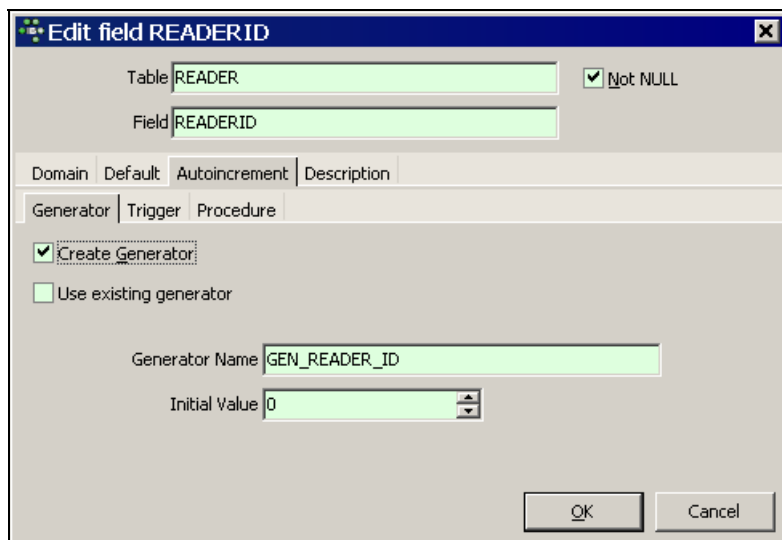 Edit field READERID
Table READER Not NULL
Field READERID
Domain Default Autoincrement Description
Generator Trigger Procedure
Create Generator
Use existing generator
Generator Name GEN_READER_ID
Initial Value 0
OK Cancel